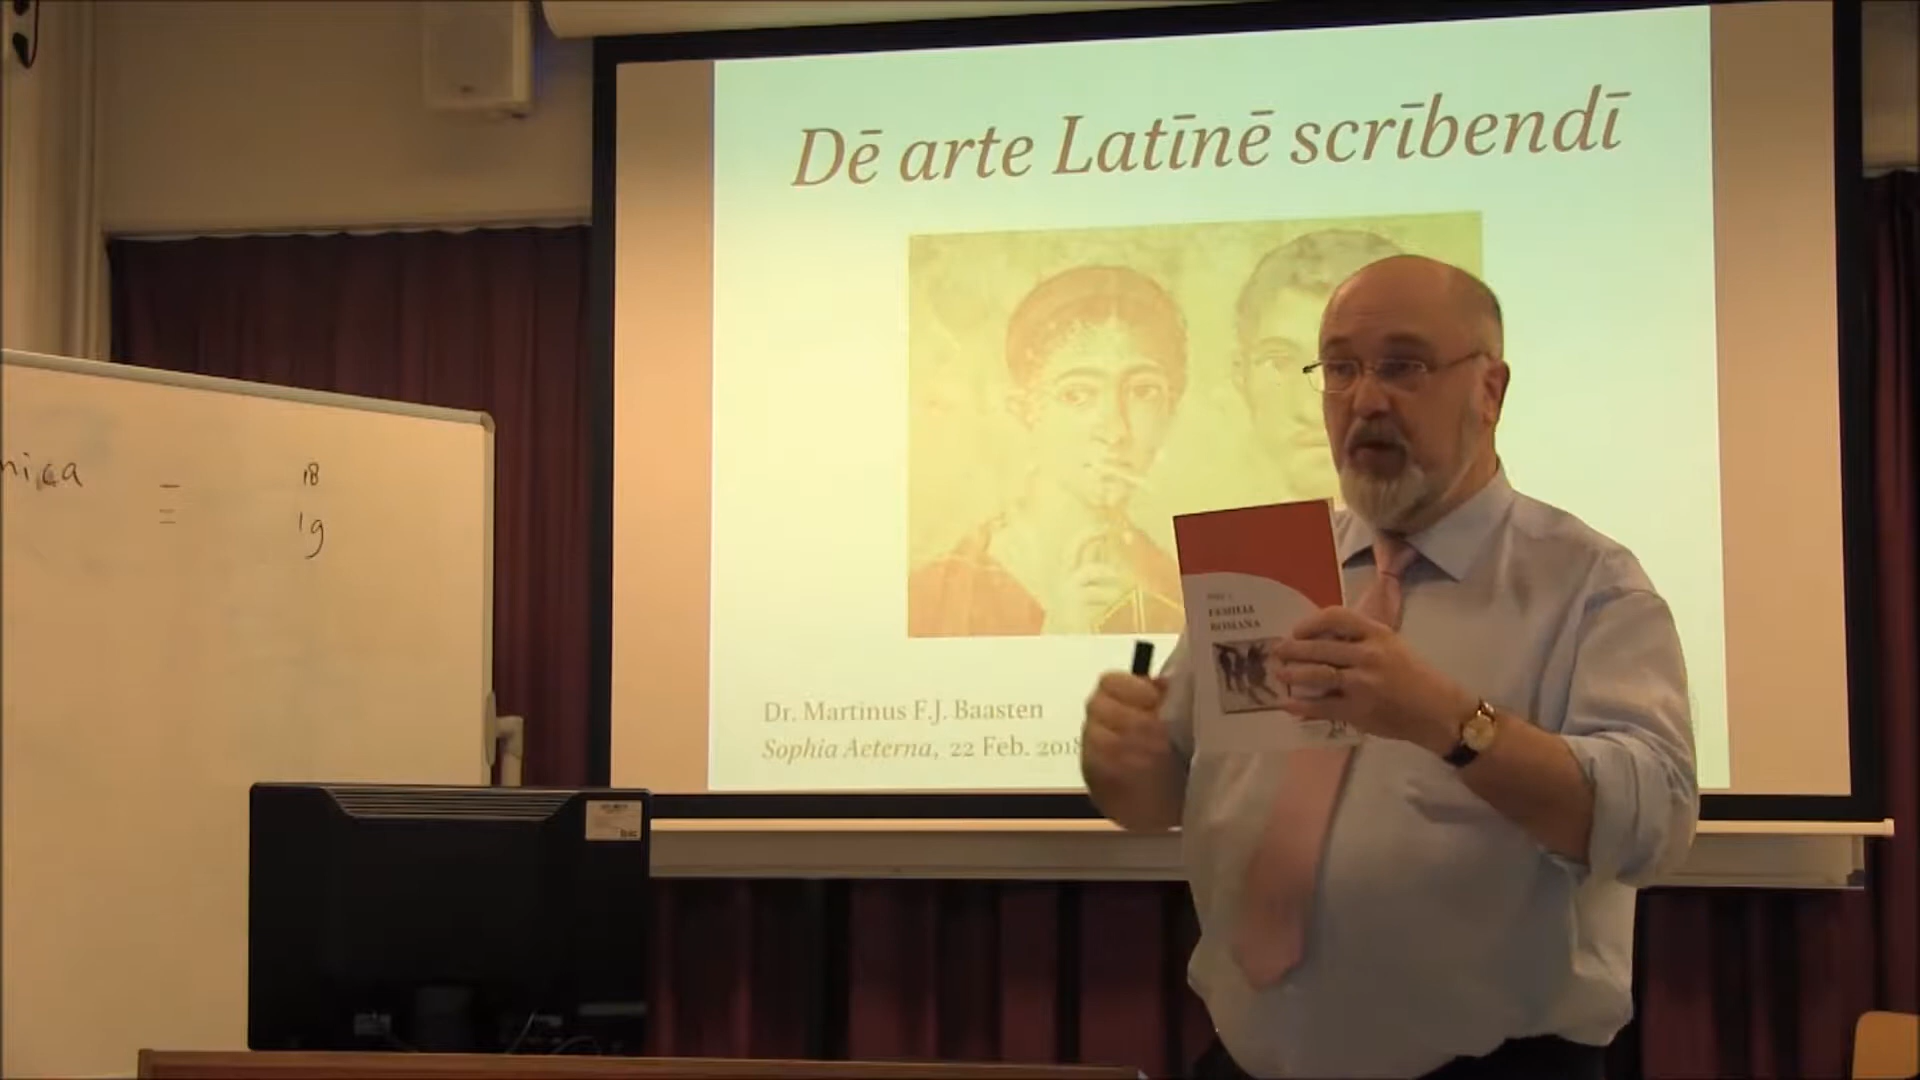 Dē arte Latīnē scrībendī
Dr. Martinus F.J. Baasten
Sophia Aeterna, 22 Feb. 2018
FAMILIA
ROMANA
18
19